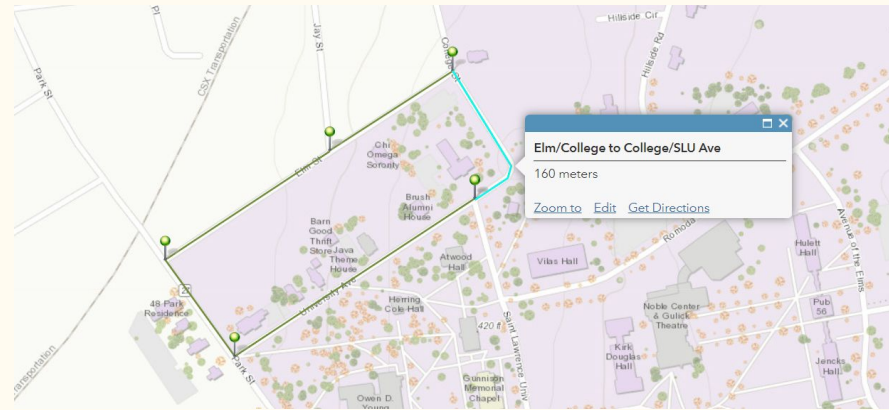 Pl
Jay St
CSX Transportation
Park St
College St
Hillside Cir
Hillside Rd
Elm/College to College/SLU Ave
160 meters
Zoom to Edit Get Directions
Chi
Omega
Sorority
Elm St
Brush
Alumni
House
Barn
Good
Thrift
Store
Java
Theme
House
Atwood
Hall
Vilas Hall
Romoda
Avenue of the Elms
Hulett
Hall
University Ave
Herring
Cole Hall
48 Park
Residence
Noble Center
& Gulick
Theatre
Pub
56
420 ft
Saint Lawrence Univ
Kirk
Douglas
Hall
Jencks
Hall
Park St
Gunnison
Memorial
Chapel
Owen D.
Young